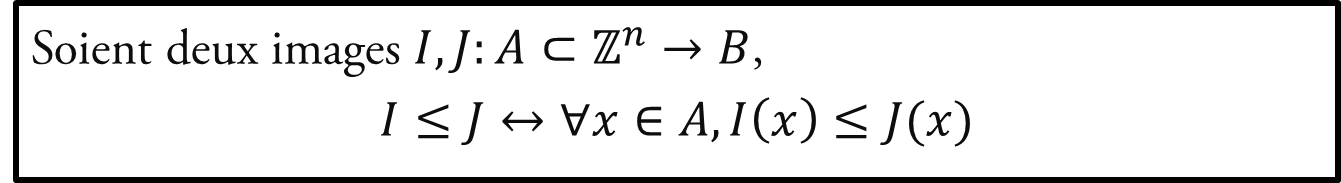 Soient deux images I, J: A ⊂ ℤⁿ → B,
I ≤ J ↔ ∀x ∈ A, I(x) ≤ J(x)